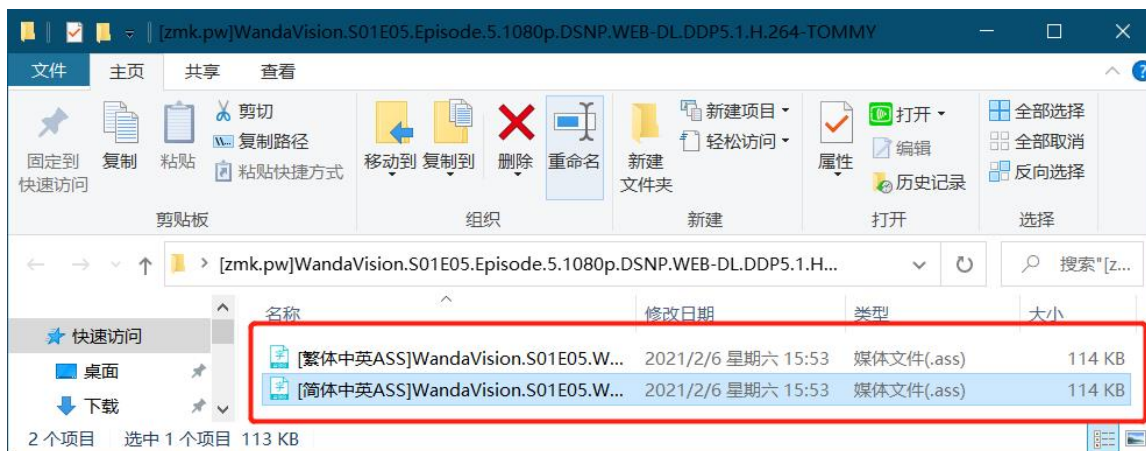 [zmk.pw]WandaVision.S01E05.Episode.5.1080p.DSNP.WEB-DL.DDP5.1.H.264-TOMMY
文件 主页 共享 查看
固定到
快速访问
复制
粘贴
剪切
复制路径
粘贴快捷方式
剪贴板
移动到 复制到 删除 重命名
组织
新建
文件夹
新建项目
轻松访问
新建
属性
打开
编辑
历史记录
打开
全部选择
全部取消
反向选择
选择
[zmk.pw]WandaVision.S01E05.Episode.5.1080p.DSNP.WEB-DL.DDP5.1.H...
搜索"[z...
名称 修改日期 类型 大小
快速访问
桌面
下载
[繁体中英ASS]WandaVision.S01E05.W... 2021/2/6 星期六 15:53 媒体文件(.ass) 114 KB
[简体中英ASS]WandaVision.S01E05.W... 2021/2/6 星期六 15:53 媒体文件(.ass) 114 KB
2 个项目 选中 1 个项目 113 KB